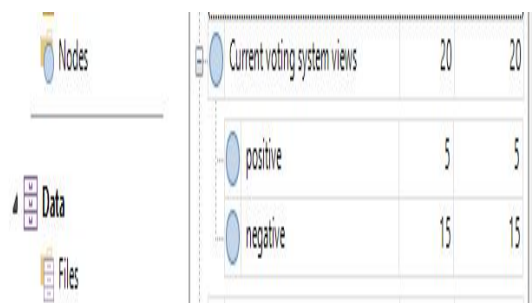 Nodes
Data
Files
Current voting system views 20 20
positive 5 5
negative 15 15